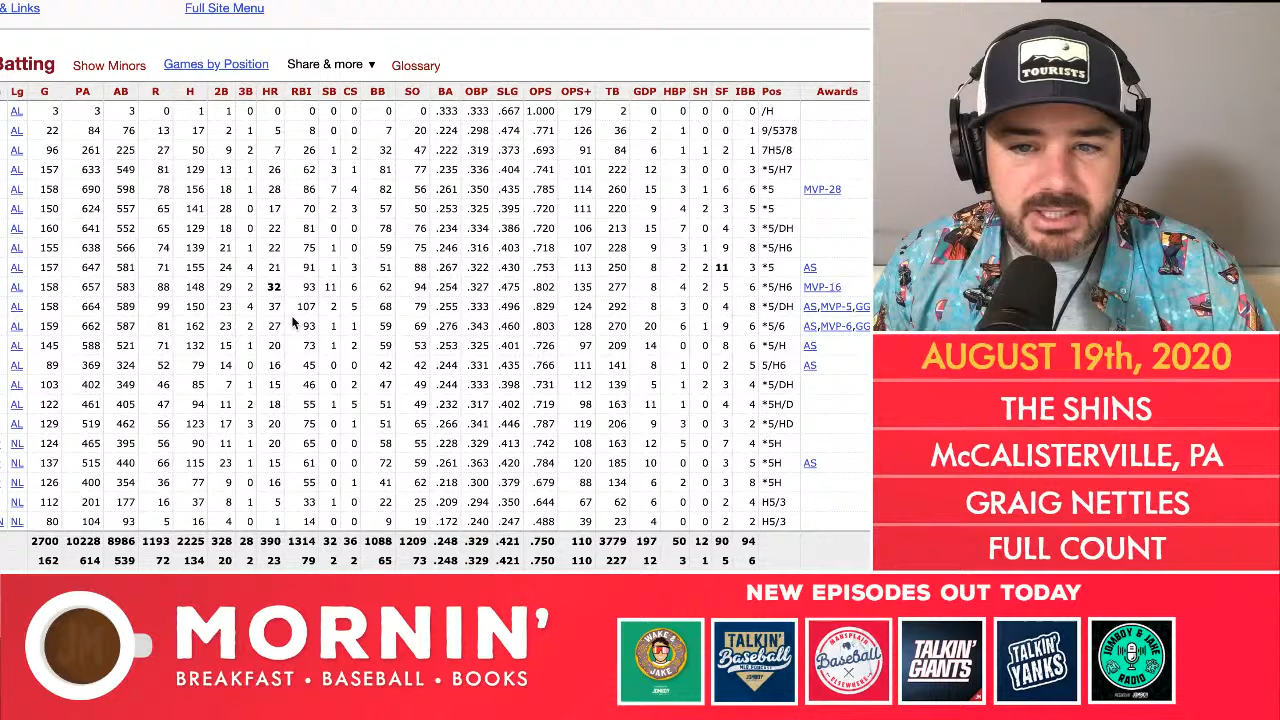 & Links Full Site Menu
Batting Show Minors Games by Position Share & more ▼ Glossary
Lg G PA AB R H 2B 3B HR RBI SB CS BB SO BA OBP SLG OPS OPS+ TB GDP HBP SH SF IBB Pos Awards
AL 3 3 3 0 1 1 0 0 0 0 0 0 0 .333 .333 .667 1.000 179 2 0 0 0 0 0 /H
AL 22 84 76 13 17 2 1 5 8 0 0 7 20 .224 .298 .474 .771 126 36 0 1 0 0 1 9/5378
AL 96 261 225 27 50 9 2 7 26 0 0 32 47 .222 .319 .373 .693 91 84 6 1 1 2 1 7H5/8
AL 157 633 549 81 129 13 1 26 62 3 1 81 77 .235 .336 .404 .741 101 222 12 3 0 0 3 *5/H7
AL 158 690 598 78 156 18 1 28 86 7 4 82 56 .261 .350 .435 .785 114 260 15 3 1 6 6 *5 MVP-28
AL 150 624 557 65 141 28 0 17 70 2 2 57 50 .253 .325 .395 .720 111 220 9 4 2 3 5 *5
AL 160 641 552 65 129 18 1 22 81 3 3 78 76 .234 .334 .386 .720 106 213 15 7 0 4 3 *5/DH
AL 155 638 566 74 139 21 1 22 75 1 0 59 75 .246 .316 .403 .718 107 228 9 3 1 9 8 *5/H6
AL 157 647 581 71 155 24 4 21 91 1 3 51 88 .267 .322 .430 .753 113 250 8 2 2 11 3 *5 AS
AL 158 657 583 88 148 29 2 32 93 11 6 62 94 .254 .327 .475 .802 135 277 8 4 2 5 6 *5/H6 MVP-16
AL 158 664 589 99 150 23 4 37 107 2 5 68 79 .255 .333 .496 .829 124 292 8 3 0 4 8 *5/DH AS,MVP-5,GG
AL 159 662 587 81 162 23 2 27 93 1 1 59 69 .276 .343 .460 .803 128 270 20 6 1 9 6 *5/6 AS,MVP-6,GG
AL 145 588 521 71 132 15 1 20 73 1 2 59 53 .253 .325 .401 .726 97 209 14 0 0 8 5 *5/H AS
AL 89 369 324 52 79 14 1 16 45 0 0 42 42 .244 .331 .435 .766 111 141 8 1 0 2 5 5/H6 AS
AL 103 402 349 46 85 7 1 15 46 0 2 47 49 .244 .333 .398 .731 112 139 5 1 2 3 4 *5/DH
AL 122 461 405 47 94 11 2 18 55 1 5 51 49 .232 .317 .402 .719 98 163 11 1 0 4 4 *5H/D
AL 129 519 462 56 123 17 3 20 75 0 1 51 65 .266 .341 .446 .787 119 206 9 3 0 3 2 *5/HD
NL 124 465 395 56 90 11 1 20 65 0 0 58 55 .228 .329 .413 .742 108 163 12 5 0 7 4 *5H
NL 137 515 440 66 115 23 1 15 61 0 0 72 59 .261 .363 .420 .784 120 185 10 0 0 3 5 *5H AS
NL 126 400 354 36 77 9 0 16 55 0 1 41 62 .218 .300 .379 .679 88 134 6 2 0 3 8 *5H
NL 112 201 177 16 37 8 1 5 33 1 0 22 25 .209 .294 .350 .644 67 62 6 0 0 2 4 H5/3
NL 80 104 93 5 16 4 0 1 14 0 0 9 19 .172 .240 .247 .488 39 23 4 0 0 2 2 H5/3
2700 10228 8986 1193 2225 328 28 390 1314 32 36 1088 1209 .248 .329 .421 .750 110 3779 197 50 12 90 94
162 614 539 72 134 20 2 23 79 2 2 65 73 .248 .329 .421 .750 110 227 12 3 1 5 6
TOURISTS
AUGUST 19th, 2020
THE SHINS
McCALISTERVILLE, PA
GRAIG NETTLES
FULL COUNT
MORNIN'
BREAKFAST • BASEBALL • BOOKS
NEW EPISODES OUT TODAY
WAKE & JAKE
TALKIN' Baseball
MANSPLAIN Baseball ELSEWHERE
TALKIN' GIANTS
TALKIN' YANKS
JOMBOY & JAKE RADIO